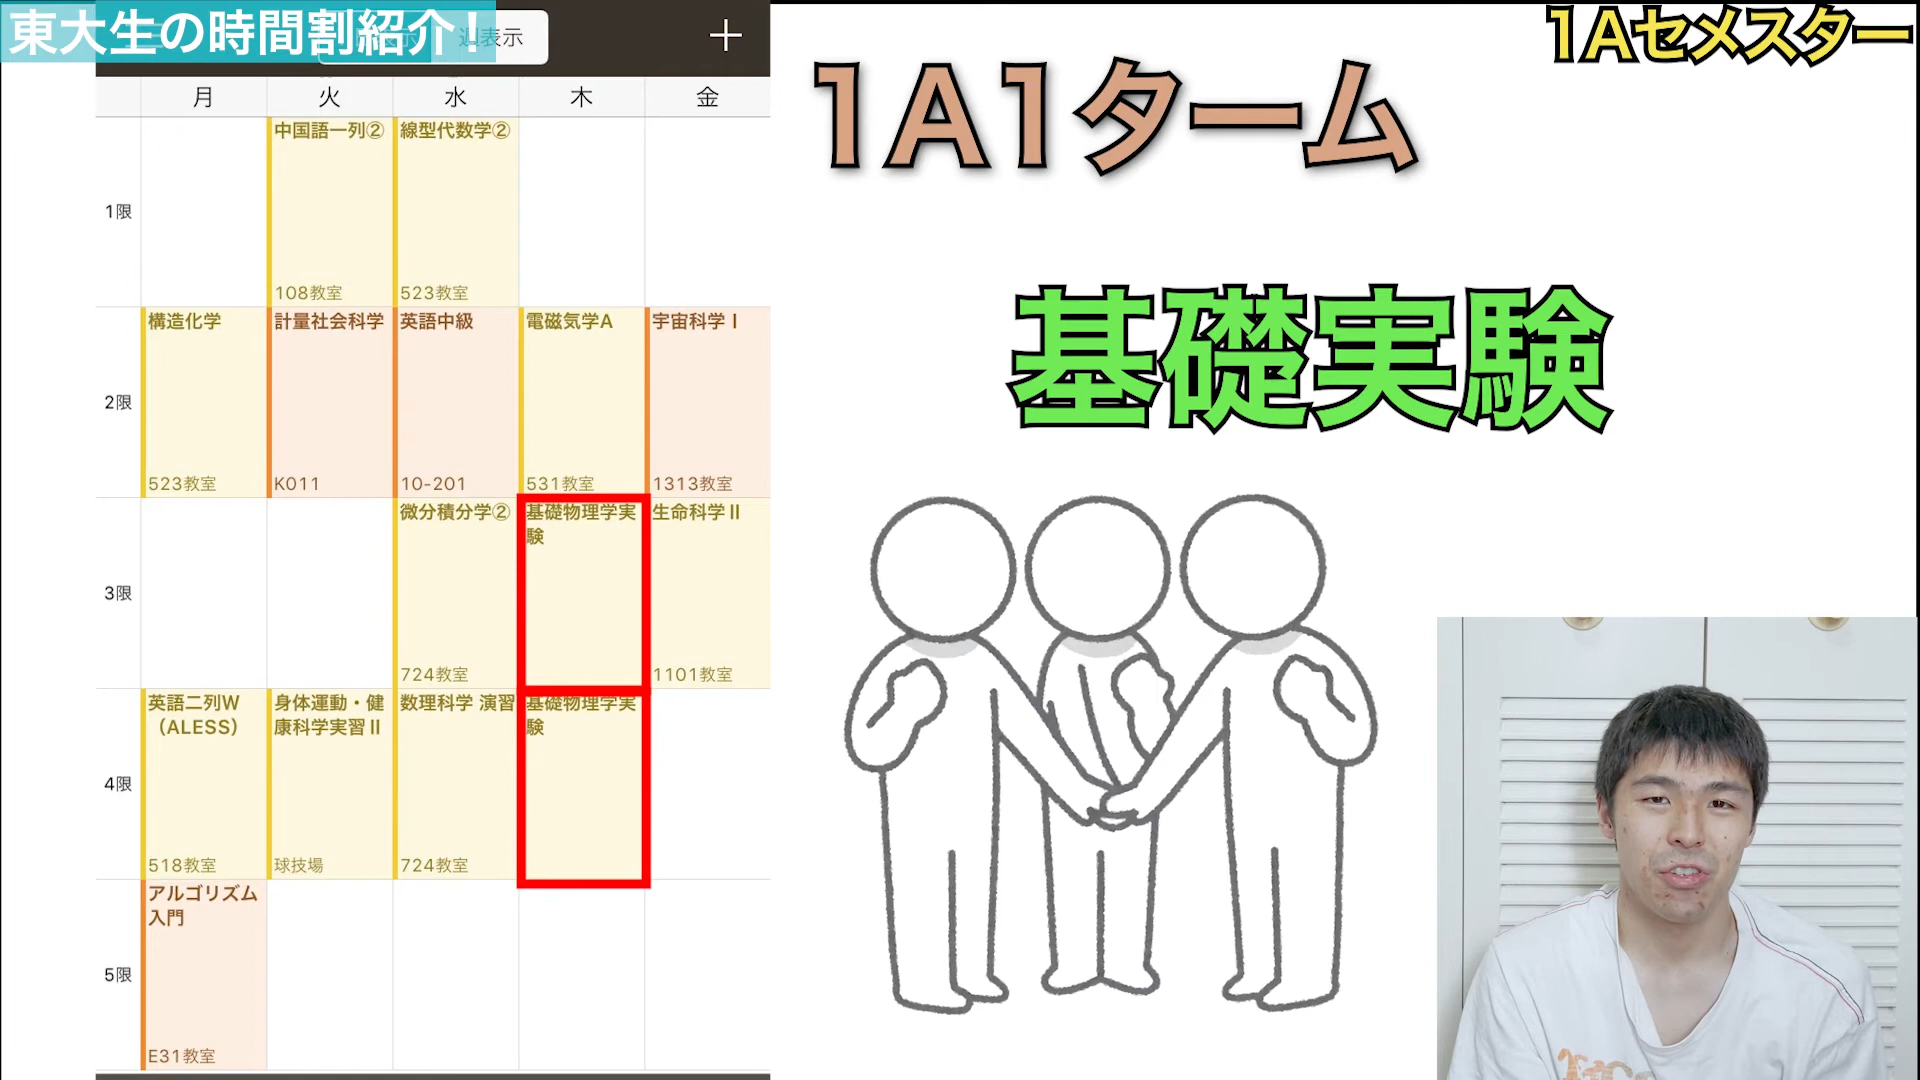 東大生の時間割紹介！
週表示
＋
1Aセメスター
1A1ターム
基礎実験
月 火 水 木 金
1限
中国語一列②
108教室
線型代数学②
523教室
2限
構造化学
523教室
計量社会科学
K011
英語中級
10-201
電磁気学A
531教室
宇宙科学Ⅰ
1313教室
3限
微分積分学②
724教室
基礎物理学実
験
生命科学Ⅱ
1101教室
4限
英語二列W
（ALESS）
518教室
身体運動・健
康科学実習Ⅱ
球技場
数理科学 演習
724教室
基礎物理学実
験
5限
アルゴリズム
入門
E31教室